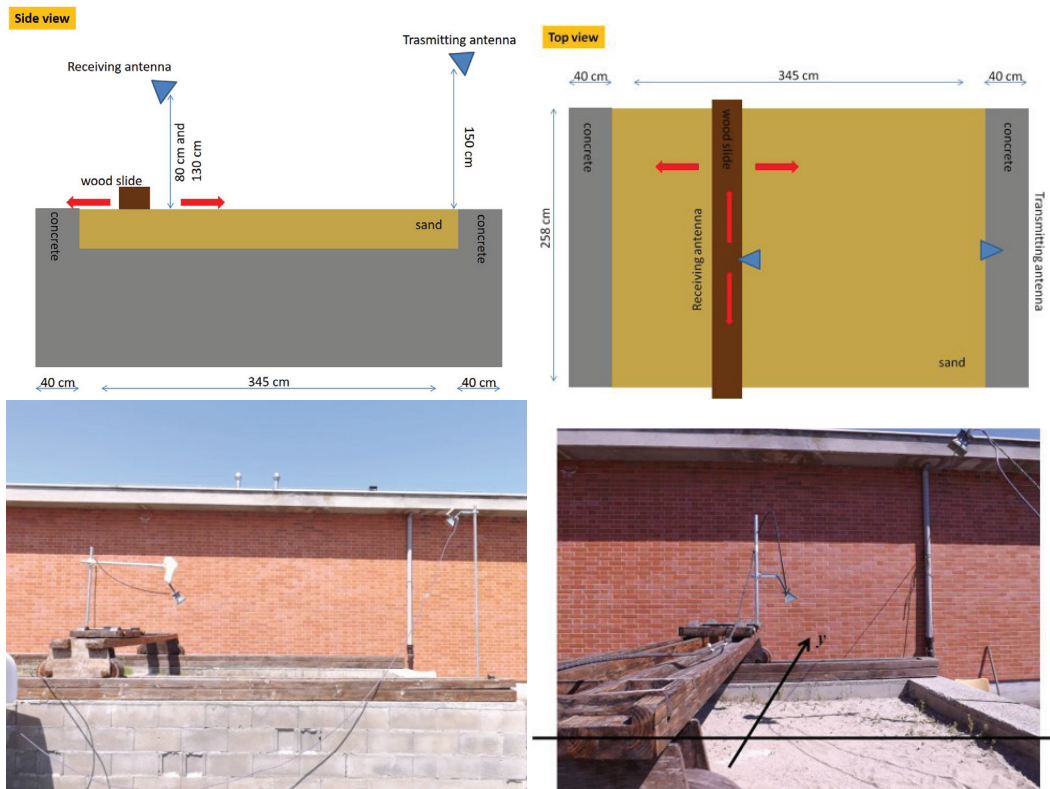 Side view
Trasmitting antenna
Receiving antenna
80 cm and
130 cm
150 cm
wood slide
concrete
sand
concrete
40 cm
345 cm
40 cm
Top view
40 cm
345 cm
40 cm
concrete
wood slide
concrete
258 cm
Receiving antenna
Transmitting antenna
sand
y